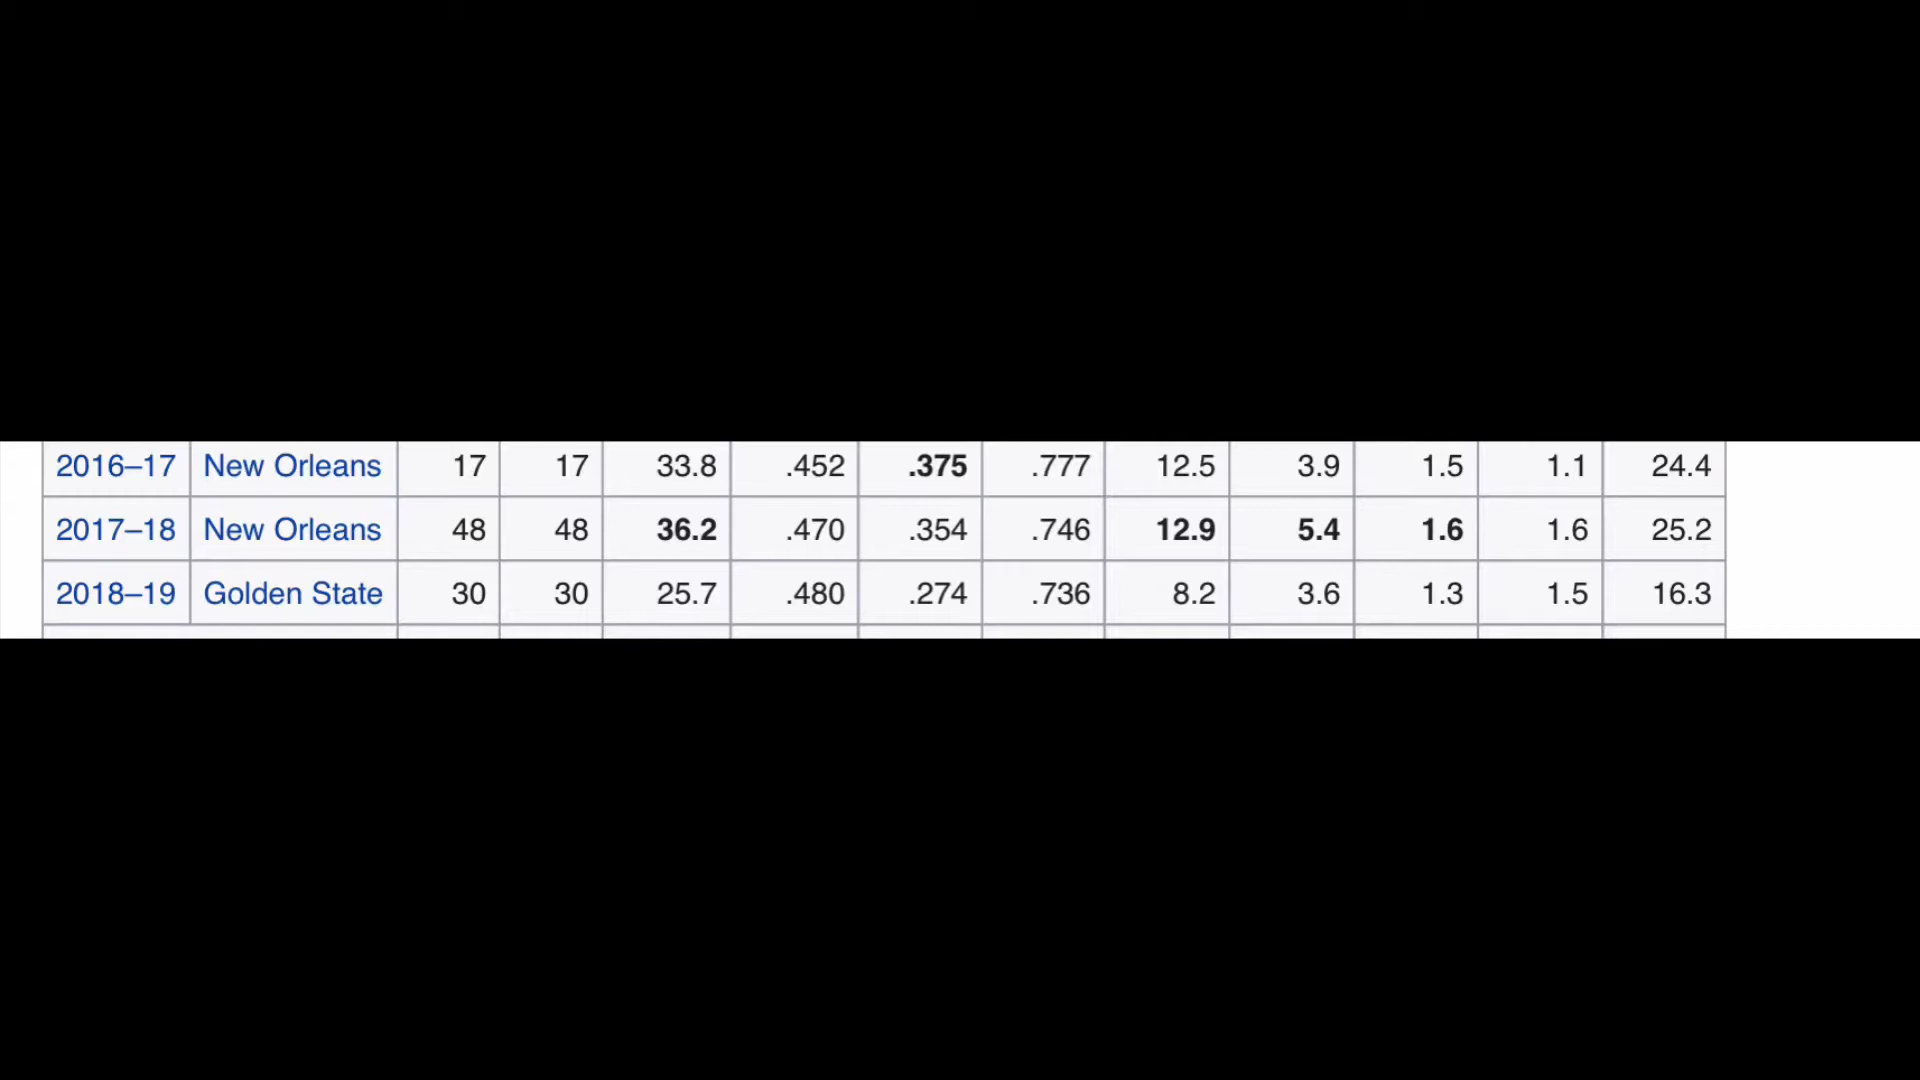 2016–17 New Orleans 17 17 33.8 .452 .375 .777 12.5 3.9 1.5 1.1 24.4
2017–18 New Orleans 48 48 36.2 .470 .354 .746 12.9 5.4 1.6 1.6 25.2
2018–19 Golden State 30 30 25.7 .480 .274 .736 8.2 3.6 1.3 1.5 16.3